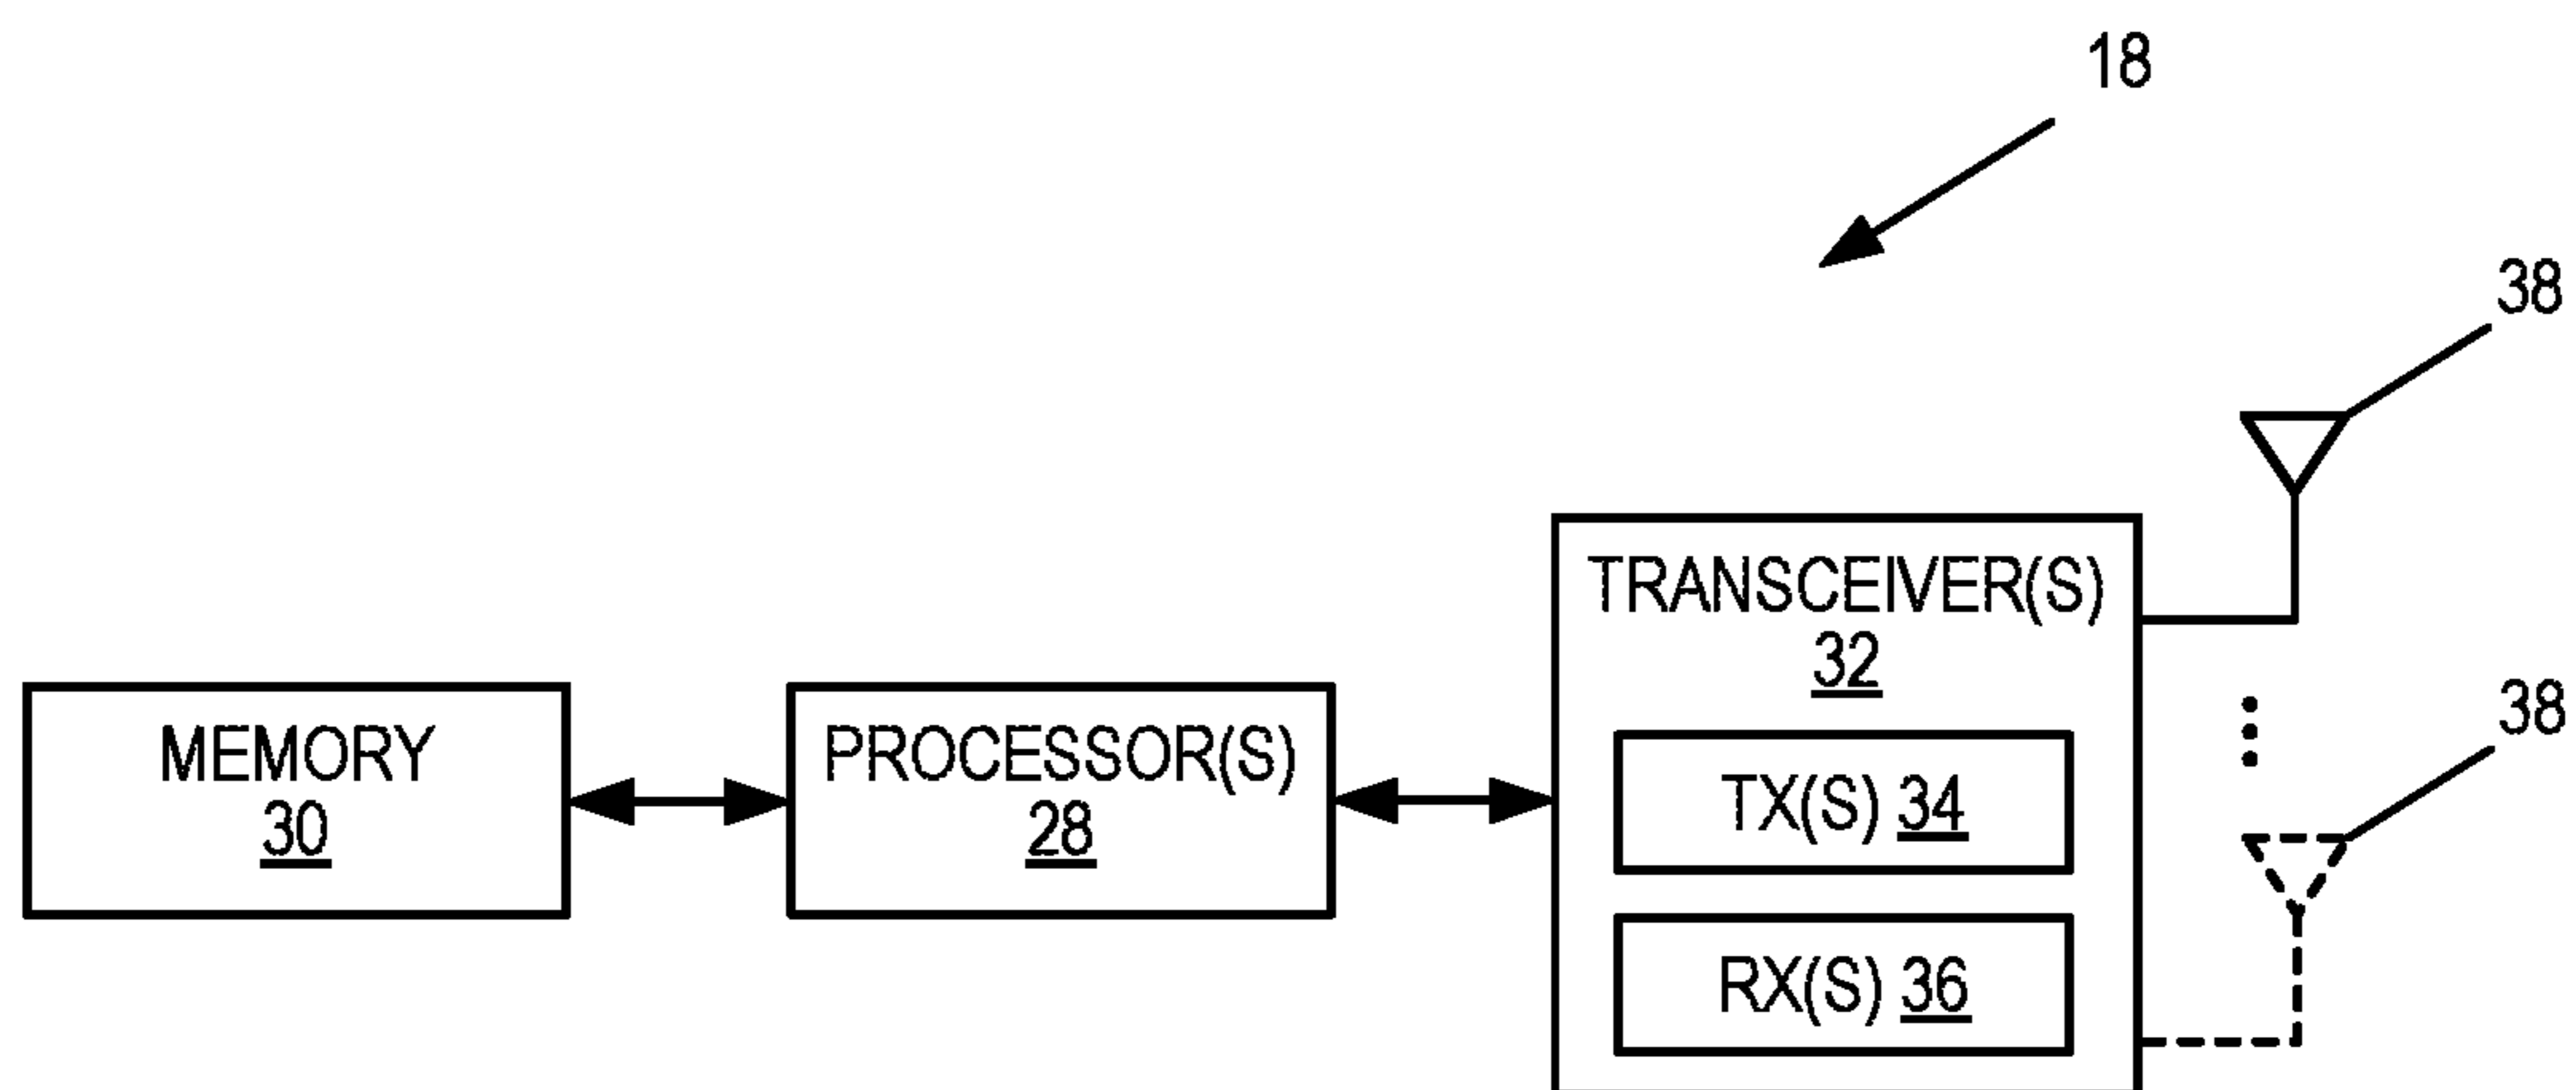 18
38
TRANSCEIVER(S)
32
38
MEMORY
30
PROCESSOR(S)
28
TX(S) 34
RX(S) 36